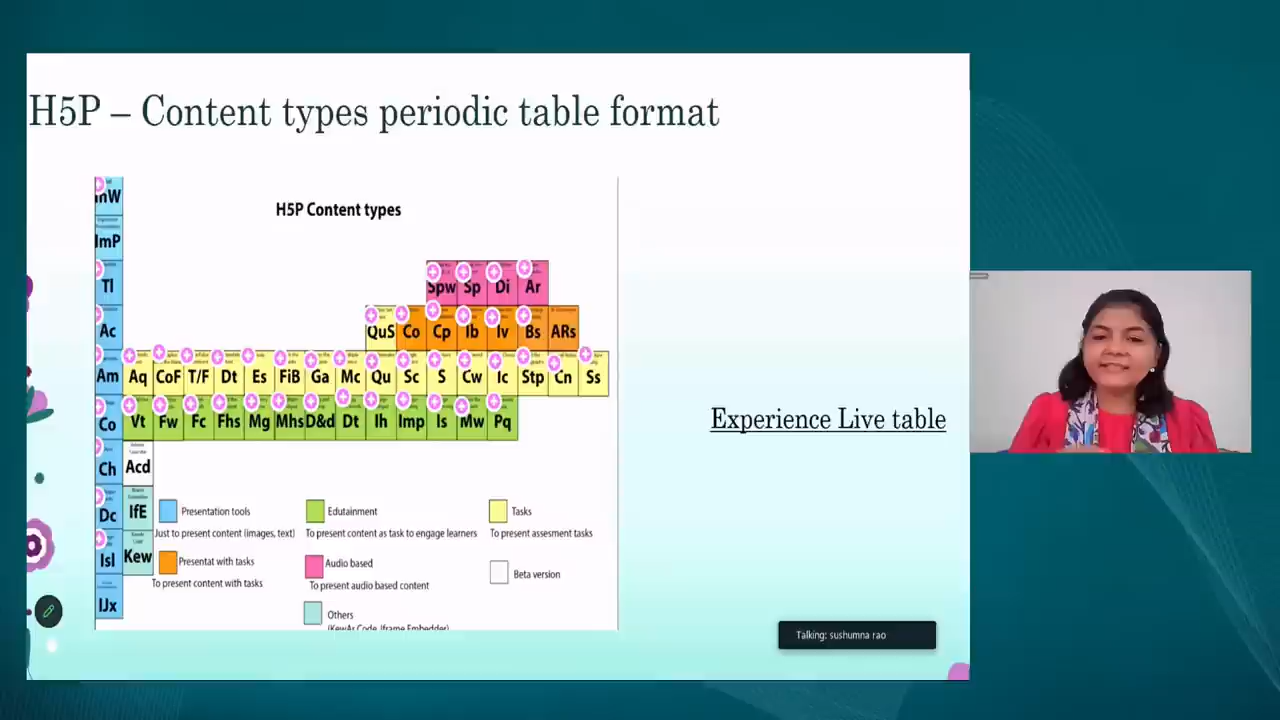 H5P – Content types periodic table format
H5P Content types
ImP
Tl
Spw Sp Di Ar
Ac
QuS Co Cp Ib Iv Bs ARs
Am Aq CoF T/F Dt Es FiB Ga Mc Qu Sc S Cw Ic Stp Cn Ss
Co Vt Fw Fc Fhs Mg Mhs D&d Dt Ih Imp Is Mw Pq
Ch Acd
Dc IfE
Isl Kew
IJx
Presentation tools
Just to present content (images, text)
Edutainment
To present content as task to engage learners
Tasks
To present assesment tasks
Presentat with tasks
To present content with tasks
Audio based
To present audio based content
Beta version
Others
(KewAr Code, Iframe Embedder)
Experience Live table
Talking: sushumna rao